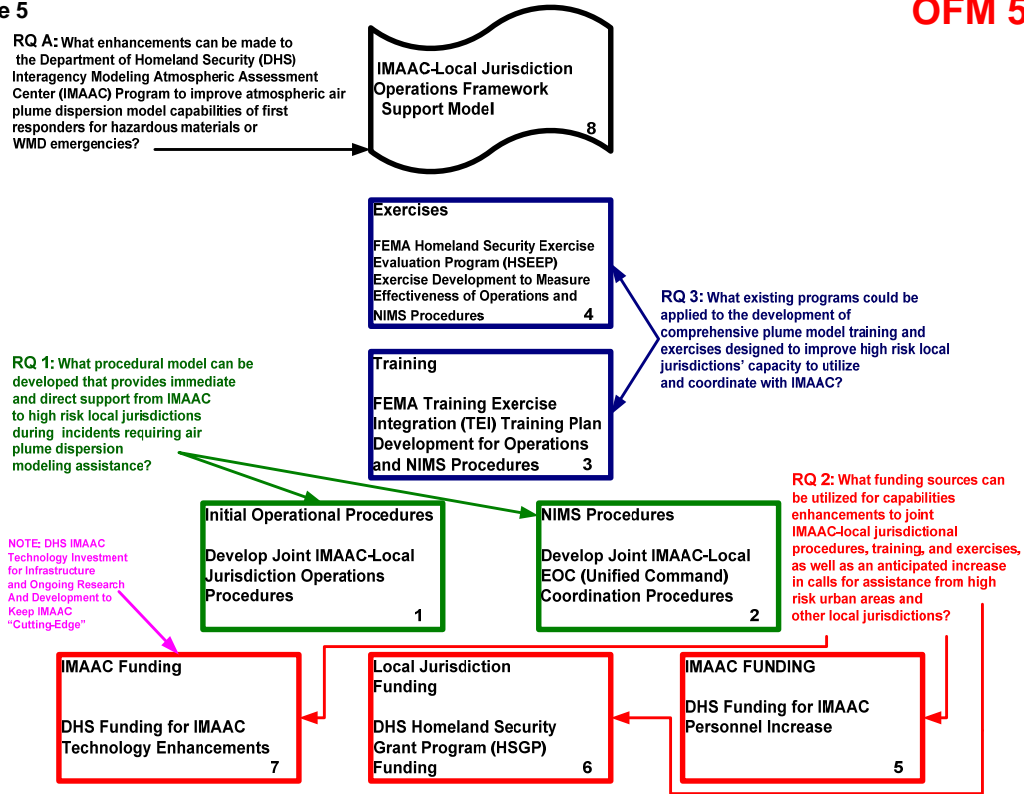 e 5
OFM 5
RQ A: What enhancements can be made to
the Department of Homeland Security (DHS)
Interagency Modeling Atmospheric Assessment
Center (IMAAC) Program to improve atmospheric air
plume dispersion model capabilities of first
responders for hazardous materials or
WMD emergencies?
IMAAC-Local Jurisdiction
Operations Framework
Support Model
8
Exercises
FEMA Homeland Security Exercise
Evaluation Program (HSEEP)
Exercise Development to Measure
Effectiveness of Operations and
NIMS Procedures 4
RQ 3: What existing programs could be
applied to the development of
comprehensive plume model training and
exercises designed to improve high risk local
jurisdictions' capacity to utilize
and coordinate with IMAAC?
Training
FEMA Training Exercise
Integration (TEI) Training Plan
Development for Operations
and NIMS Procedures 3
RQ 1: What procedural model can be
developed that provides immediate
and direct support from IMAAC
to high risk local jurisdictions
during incidents requiring air
plume dispersion
modeling assistance?
RQ 2: What funding sources can
be utilized for capabilities
enhancements to joint
IMAAC-local jurisdictional
procedures, training, and exercises,
as well as an anticipated increase
in calls for assistance from high
risk urban areas and
other local jurisdictions?
Initial Operational Procedures
Develop Joint IMAAC-Local
Jurisdiction Operations
Procedures
1
NIMS Procedures
Develop Joint IMAAC-Local
EOC (Unified Command)
Coordination Procedures
2
NOTE: DHS IMAAC
Technology Investment
for Infrastructure
and Ongoing Research
And Development to
Keep IMAAC
"Cutting-Edge"
IMAAC Funding
DHS Funding for IMAAC
Technology Enhancements
7
Local Jurisdiction
Funding
DHS Homeland Security
Grant Program (HSGP)
Funding 6
IMAAC FUNDING
DHS Funding for IMAAC
Personnel Increase
5